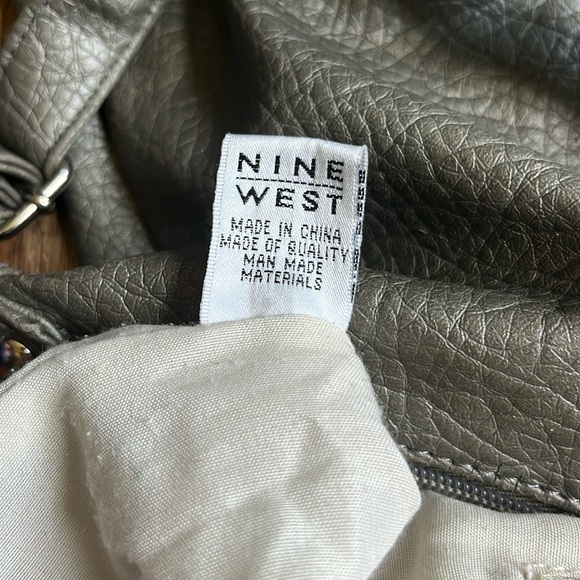 NINE
WEST
MADE IN CHINA
MADE OF QUALITY
MAN MADE
MATERIALS